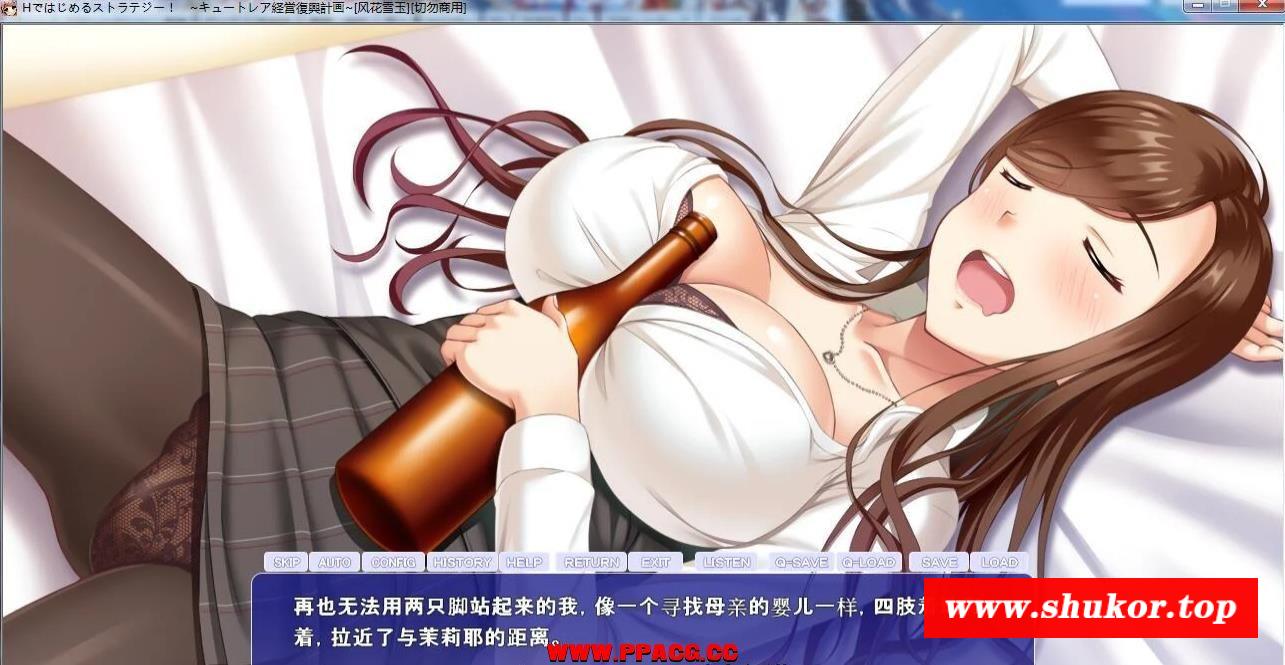 Hではじめるストラテジー！ ~キュートレア経営復興計画~[风花雪玉][切勿商用]
SKIP AUTO CONFIG HISTORY HELP RETURN EXIT LISTEN Q-SAVE Q-LOAD SAVE LOAD
再也无法用两只脚站起来的我, 像一个寻找母亲的婴儿一样, 四肢
www.shukor.top
着, 拉近了与茉莉耶的距离。
WWW.PPACG.CC